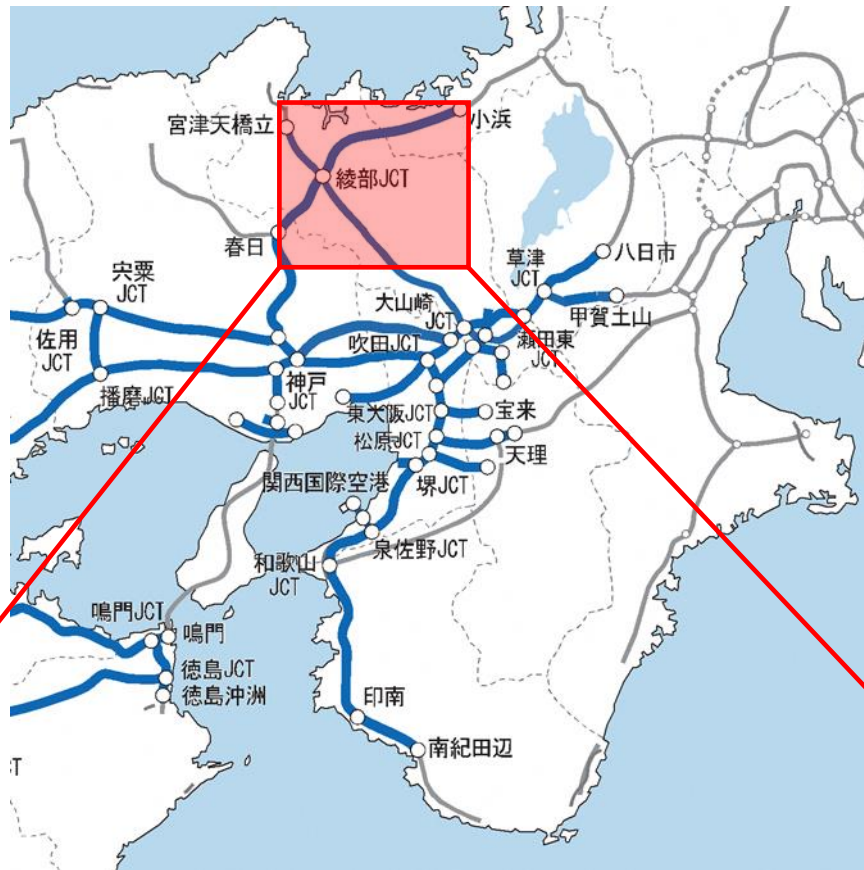 宮津天橋立
小浜
綾部JCT
春日
八日市
草津
JCT
宍粟
JCT
大山崎
JCT
甲賀土山
佐用
JCT
吹田JCT
瀬田東
JCT
播磨JCT
神戸
JCT
東大阪JCT
宝来
松原JCT
天理
関西国際空港
堺JCT
泉佐野JCT
和歌山
JCT
鳴門JCT
鳴門
徳島JCT
徳島沖洲
印南
南紀田辺